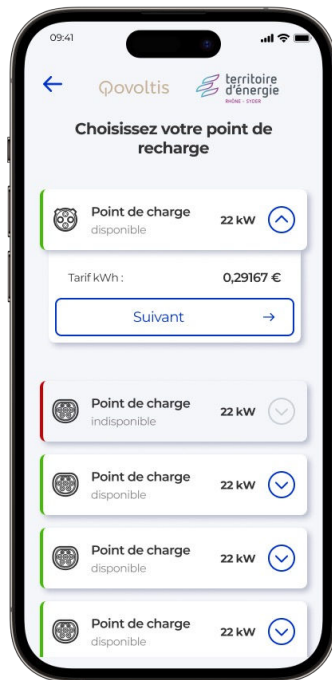 09:41
Qovoltis
territoire
d'énergie
RHÔNE - SYDER
Choisissez votre point de
recharge
Point de charge
disponible
22 kW
Tarif kWh :
0,29167 €
Suivant
Point de charge
indisponible
22 kW
Point de charge
disponible
22 kW
Point de charge
disponible
22 kW
Point de charge
disponible
22 kW